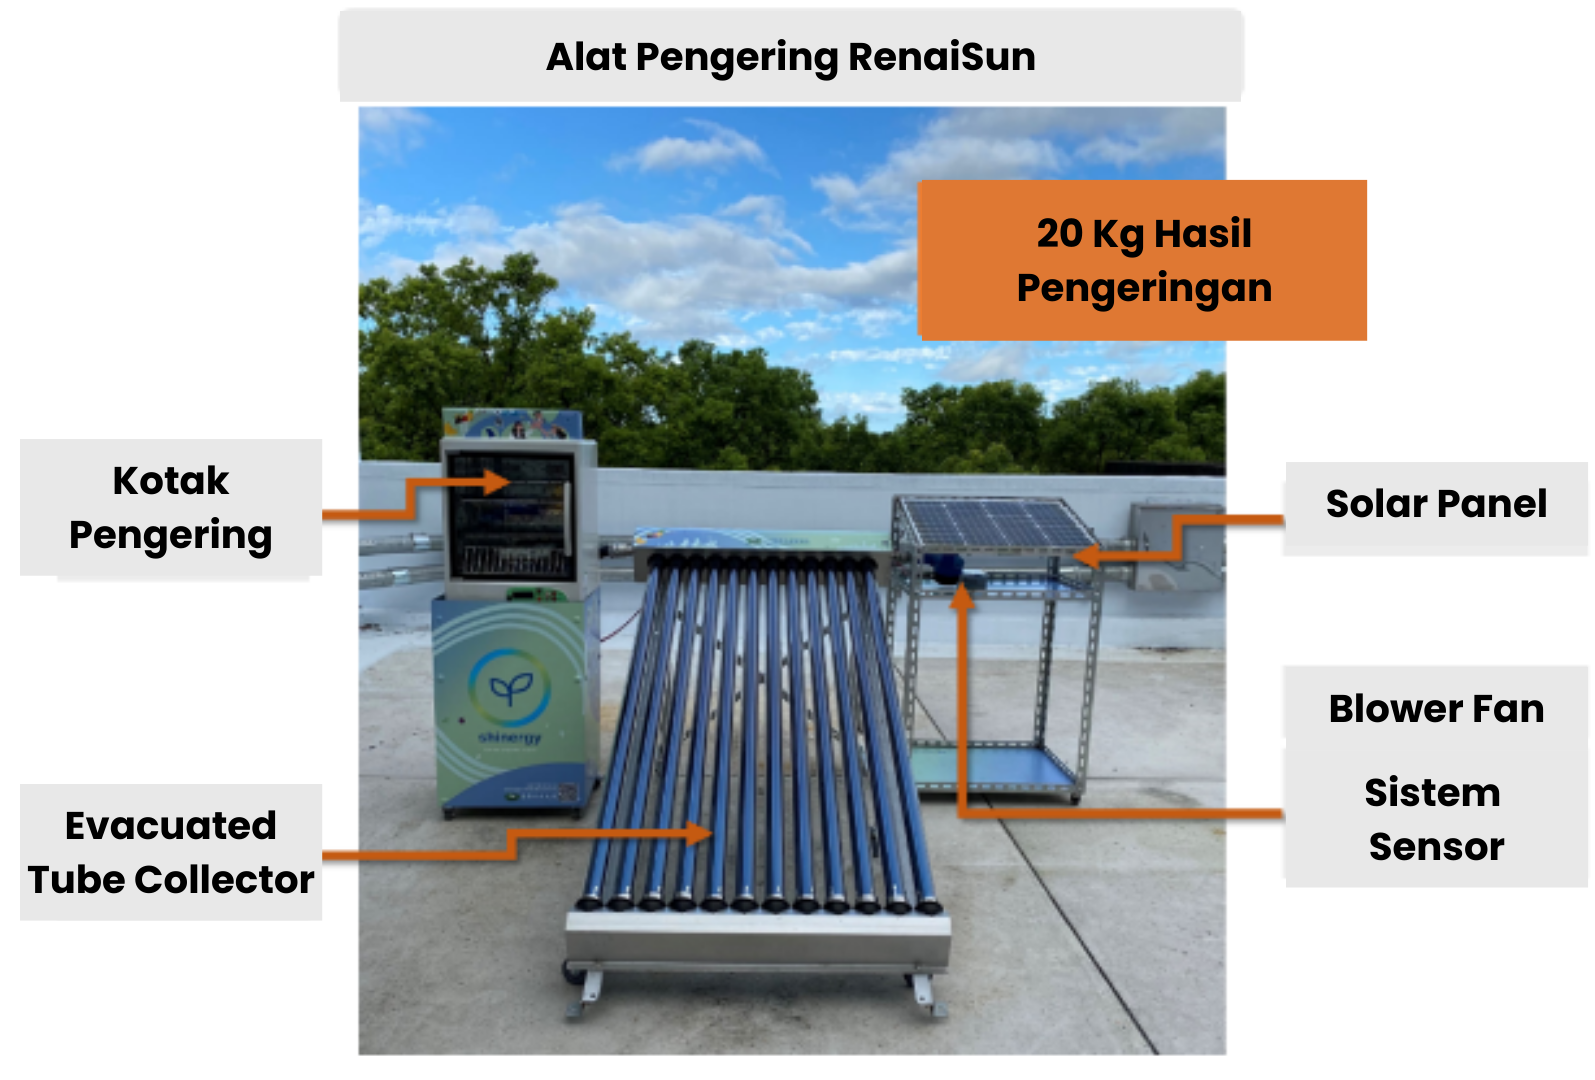 Alat Pengering RenaiSun
20 Kg Hasil
Pengeringan
Kotak
Pengering
Solar Panel
Blower Fan
Sistem
Sensor
Evacuated
Tube Collector
shinergy